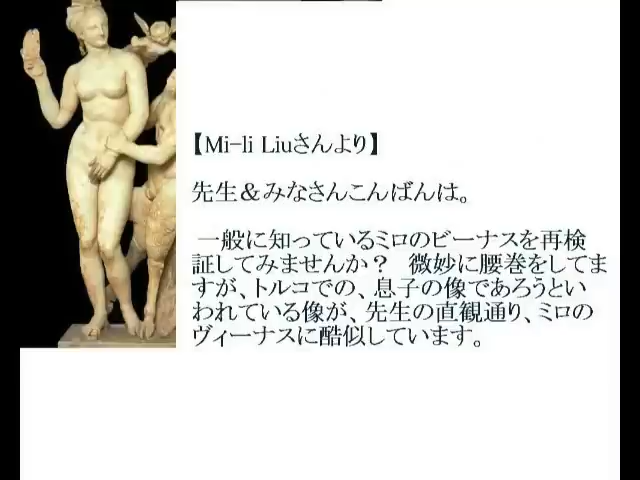 【Mi-li Liuさんより】
先生＆みなさんこんばんは。
一般に知っているミロのビーナスを再検
証してみませんか？　微妙に腰巻をしてま
すが、トルコでの、息子の像であろうとい
われている像が、先生の直観通り、ミロの
ヴィーナスに酷似しています。